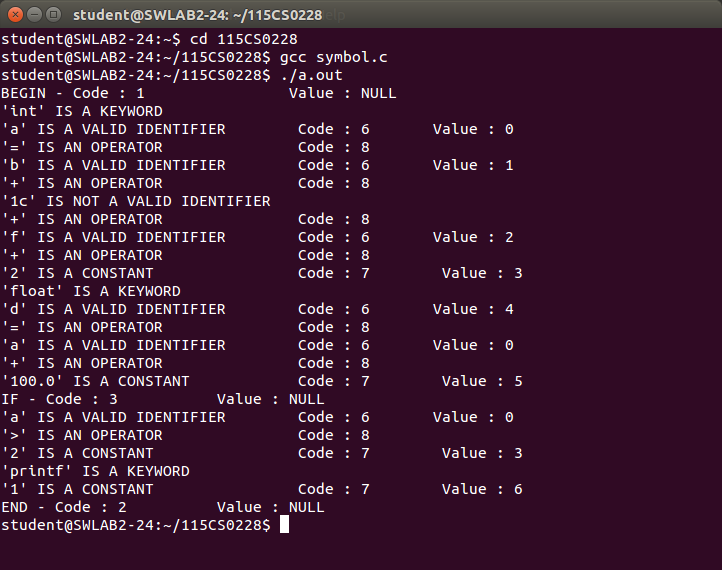 student@SWLAB2-24: ~/115CS0228
student@SWLAB2-24:~$ cd 115CS0228
student@SWLAB2-24:~/115CS0228$ gcc symbol.c
student@SWLAB2-24:~/115CS0228$ ./a.out
BEGIN - Code : 1 Value : NULL
'int' IS A KEYWORD
'a' IS A VALID IDENTIFIER Code : 6 Value : 0
'=' IS AN OPERATOR Code : 8
'b' IS A VALID IDENTIFIER Code : 6 Value : 1
'+' IS AN OPERATOR Code : 8
'1c' IS NOT A VALID IDENTIFIER
'+' IS AN OPERATOR Code : 8
'f' IS A VALID IDENTIFIER Code : 6 Value : 2
'+' IS AN OPERATOR Code : 8
'2' IS A CONSTANT Code : 7 Value : 3
'float' IS A KEYWORD
'd' IS A VALID IDENTIFIER Code : 6 Value : 4
'=' IS AN OPERATOR Code : 8
'a' IS A VALID IDENTIFIER Code : 6 Value : 0
'+' IS AN OPERATOR Code : 8
'100.0' IS A CONSTANT Code : 7 Value : 5
IF - Code : 3 Value : NULL
'a' IS A VALID IDENTIFIER Code : 6 Value : 0
'>' IS AN OPERATOR Code : 8
'2' IS A CONSTANT Code : 7 Value : 3
'printf' IS A KEYWORD
'1' IS A CONSTANT Code : 7 Value : 6
END - Code : 2 Value : NULL
student@SWLAB2-24:~/115CS0228$